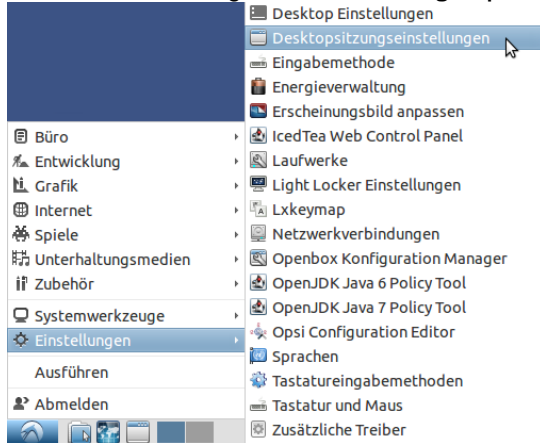 Büro
Entwicklung
Grafik
Internet
Spiele
Unterhaltungsmedien
Zubehör
Systemwerkzeuge
Einstellungen
Ausführen
Abmelden
Desktop Einstellungen
Desktopsitzungseinstellungen
Eingabemethode
Energieverwaltung
Erscheinungsbild anpassen
IcedTea Web Control Panel
Laufwerke
Light Locker Einstellungen
Lxkeymap
Netzwerkverbindungen
Openbox Konfiguration Manager
OpenJDK Java 6 Policy Tool
OpenJDK Java 7 Policy Tool
Opsi Configuration Editor
Sprachen
Tastatureingabemethoden
Tastatur und Maus
Zusätzliche Treiber